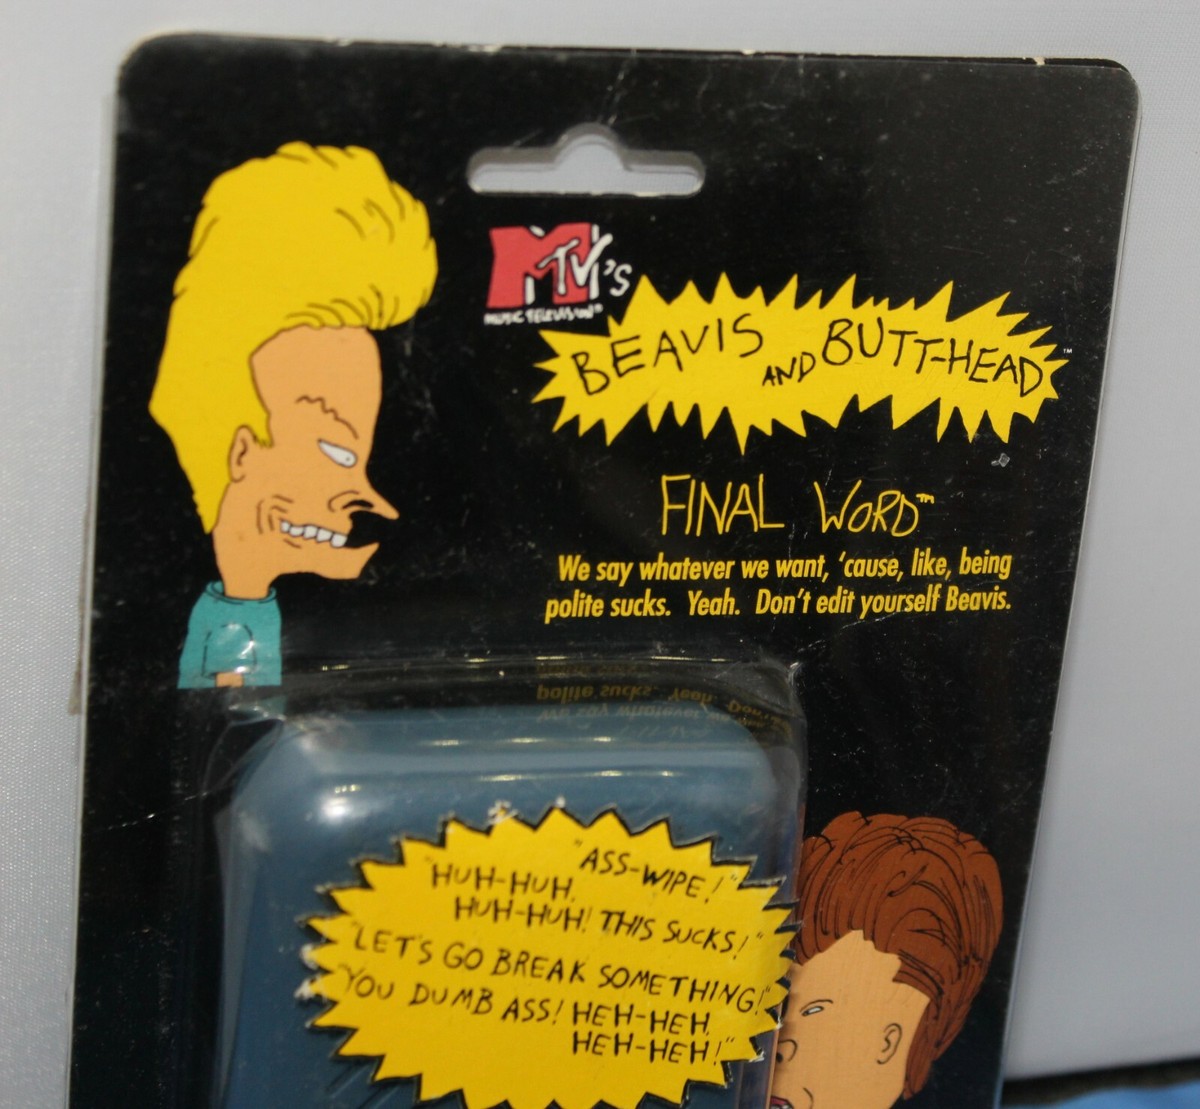 MTV's
MUSIC TELEVISION®
BEAVIS AND BUTT-HEAD™
FINAL WORD™
We say whatever we want, 'cause, like, being
polite sucks. Yeah. Don't edit yourself Beavis.
"ASS-WIPE!"
"HUH-HUH,
HUH-HUH! THIS SUCKS!"
"LET'S GO BREAK SOMETHING!"
"YOU DUMB ASS! HEH-HEH,
HEH-HEH!"